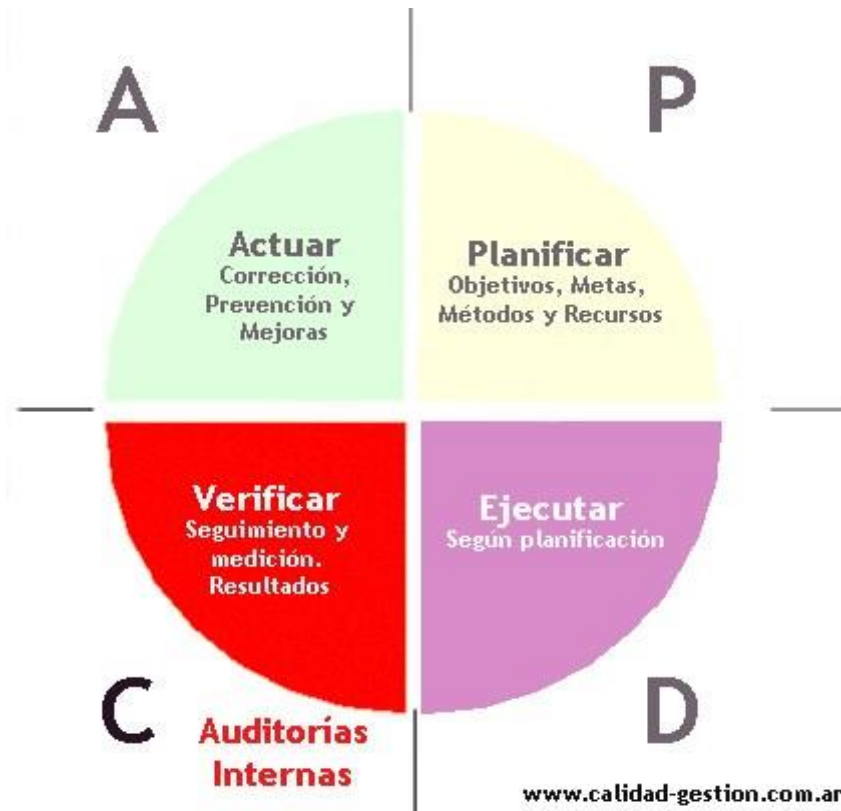 A
P
Actuar
Corrección,
Prevención y
Mejoras
Planificar
Objetivos, Metas,
Métodos y Recursos
Verificar
Seguimiento y
medición.
Resultados
Ejecutar
Según planificación
C
D
Auditorías
Internas
www.calidad-gestion.com.ar